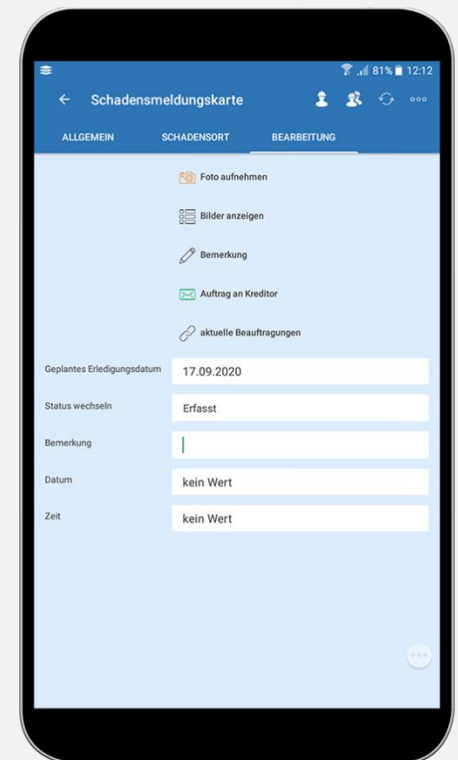 81% 12:12
Schadensmeldungskarte
ALLGEMEIN SCHADENSORT BEARBEITUNG
Foto aufnehmen
Bilder anzeigen
Bemerkung
Auftrag an Kreditor
aktuelle Beauftragungen
Geplantes Erledigungsdatum 17.09.2020
Status wechseln Erfasst
Bemerkung
Datum kein Wert
Zeit kein Wert